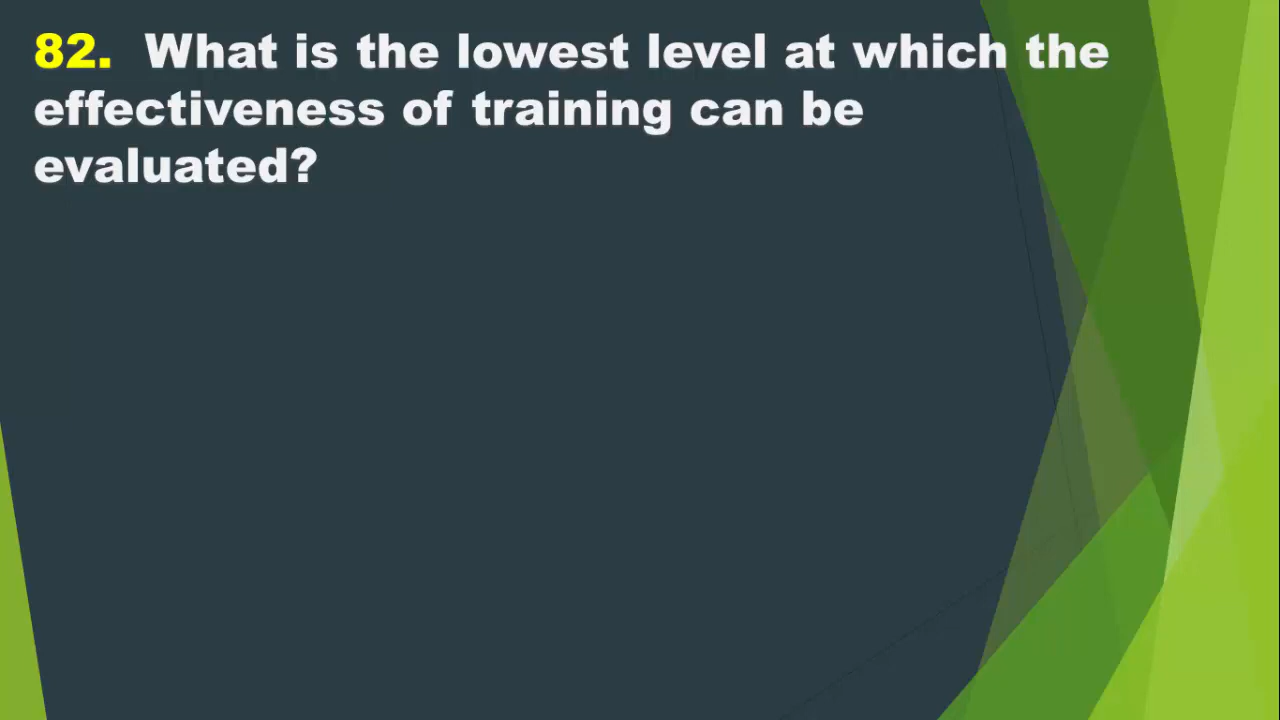 82. What is the lowest level at which the
effectiveness of training can be
evaluated?